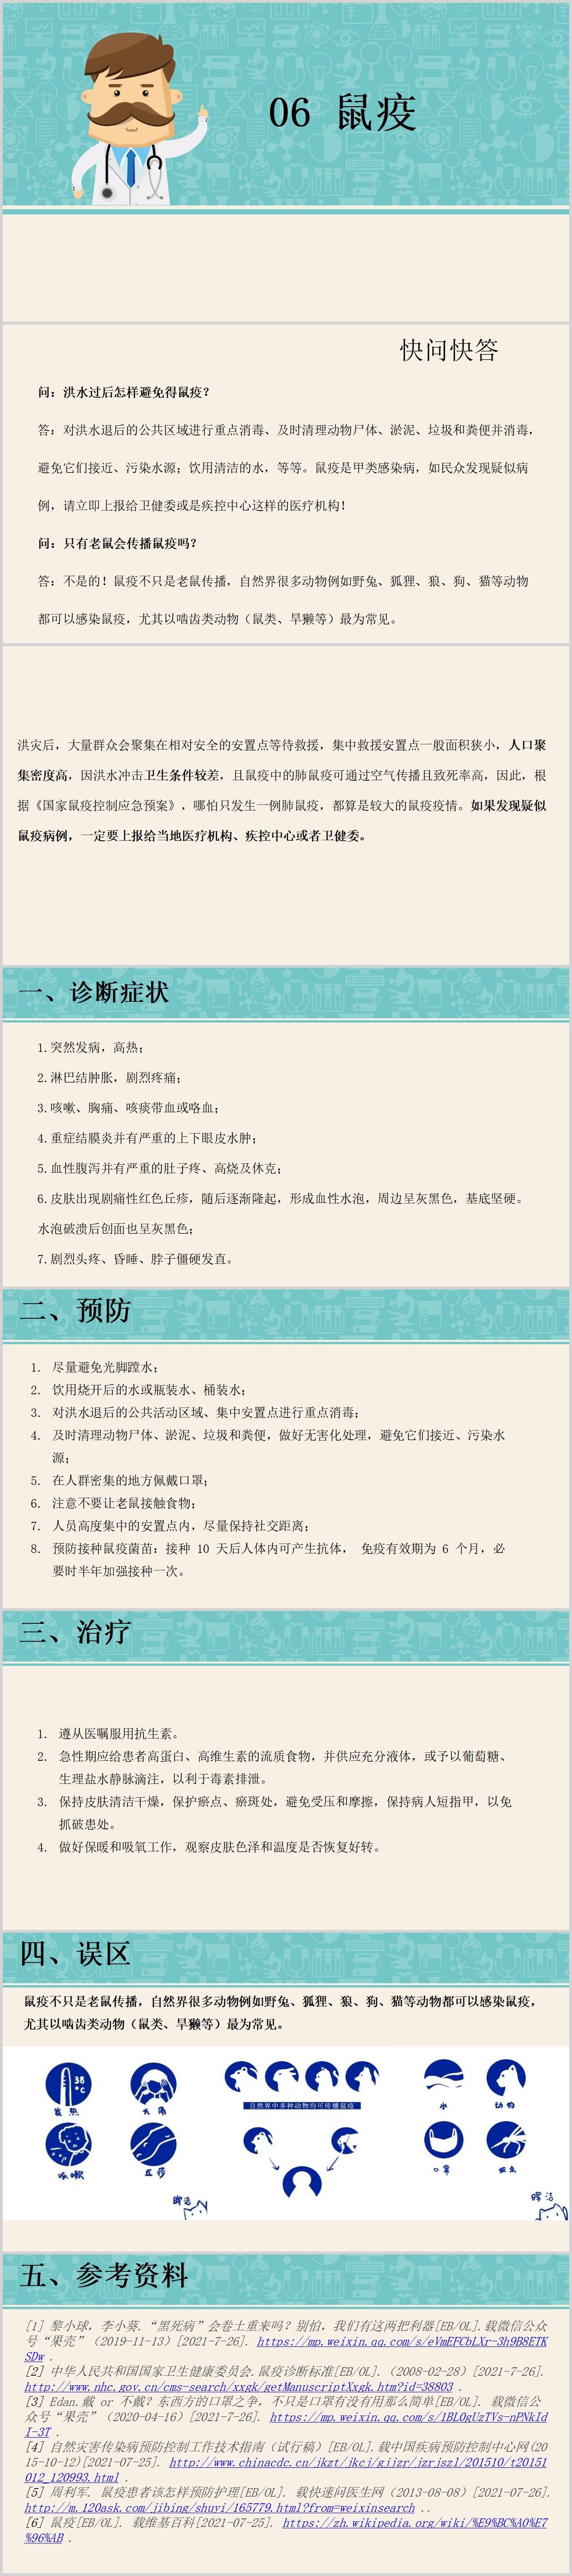 06 鼠疫
快问快答
问：洪水过后怎样避免得鼠疫？
答：对洪水退后的公共区域进行重点消毒、及时清理动物尸体、淤泥、垃圾和粪便并消毒，
避免它们接近、污染水源；饮用清洁的水，等等。鼠疫是甲类感染病，如民众发现疑似病
例，请立即上报给卫健委或是疾控中心这样的医疗机构！
问：只有老鼠会传播鼠疫吗？
答：不是的！鼠疫不只是老鼠传播，自然界很多动物例如野兔、狐狸、狼、狗、猫等动物
都可以感染鼠疫，尤其以啮齿类动物（鼠类、旱獭等）最为常见。
洪灾后，大量群众会聚集在相对安全的安置点等待救援，集中救援安置点一般面积狭小，人口聚
集密度高，因洪水冲击卫生条件较差，且鼠疫中的肺鼠疫可通过空气传播且致死率高，因此，根
据《国家鼠疫控制应急预案》，哪怕只发生一例肺鼠疫，都算是较大的鼠疫疫情。如果发现疑似
鼠疫病例，一定要上报给当地医疗机构、疾控中心或者卫健委。
一、诊断症状
1.突然发病，高热；
2.淋巴结肿胀，剧烈疼痛；
3.咳嗽、胸痛、咳痰带血或咯血；
4.重症结膜炎并有严重的上下眼皮水肿；
5.血性腹泻并有严重的肚子疼、高烧及休克；
6.皮肤出现剧痛性红色丘疹，随后逐渐隆起，形成血性水泡，周边呈灰黑色，基底坚硬。
水泡破溃后创面也呈灰黑色；
7.剧烈头疼、昏睡、脖子僵硬发直。
二、预防
1. 尽量避免光脚蹚水；
2. 饮用烧开后的水或瓶装水、桶装水；
3. 对洪水退后的公共活动区域、集中安置点进行重点消毒；
4. 及时清理动物尸体、淤泥、垃圾和粪便，做好无害化处理，避免它们接近、污染水
源；
5. 在人群密集的地方佩戴口罩；
6. 注意不要让老鼠接触食物；
7. 人员高度集中的安置点内，尽量保持社交距离；
8. 预防接种鼠疫菌苗：接种 10 天后人体内可产生抗体， 免疫有效期为 6 个月，必
要时半年加强接种一次。
三、治疗
1. 遵从医嘱服用抗生素。
2. 急性期应给患者高蛋白、高维生素的流质食物，并供应充分液体，或予以葡萄糖、
生理盐水静脉滴注，以利于毒素排泄。
3. 保持皮肤清洁干燥，保护瘀点、瘀斑处，避免受压和摩擦，保持病人短指甲，以免
抓破患处。
4. 做好保暖和吸氧工作，观察皮肤色泽和温度是否恢复好转。
四、误区
鼠疫不只是老鼠传播，自然界很多动物例如野兔、狐狸、狼、狗、猫等动物都可以感染鼠疫，
尤其以啮齿类动物（鼠类、旱獭等）最为常见。
38
°C
发热
头痛
咳嗽
丘疹
自然界中多种动物均可传播鼠疫
水
动物
口罩
晖洁
晖洁
五、参考资料
[1] 黎小球，李小葵.“黑死病”会卷土重来吗？别怕，我们有这两把利器[EB/OL].载微信公众
号“果壳”（2019-11-13）[2021-7-26]. https://mp.weixin.qq.com/s/eVmEFCbLXr-3h9B8ETK
SDw .
[2] 中华人民共和国国家卫生健康委员会.鼠疫诊断标准[EB/OL].（2008-02-28）[2021-7-26].
http://www.nhc.gov.cn/cms-search/xxgk/getManuscriptXxgk.htm?id=38803 .
[3] Edan.戴 or 不戴？东西方的口罩之争，不只是口罩有没有用那么简单[EB/OL]. 载微信公
众号“果壳”（2020-04-16）[2021-7-26]. https://mp.weixin.qq.com/s/1BLOgUzTVs-nPNkId
I-3T .
[4] 自然灾害传染病预防控制工作技术指南（试行稿）[EB/OL].载中国疾病预防控制中心网(20
15-10-12)[2021-07-25]. http://www.chinacdc.cn/jkzt/jkcj/gjjzr/jzrjszl/201510/t20151
012_120993.html .
[5] 周利军. 鼠疫患者该怎样预防护理[EB/OL]. 载快速问医生网（2013-08-08）[2021-07-26].
http://m.120ask.com/jibing/shuyi/165779.html?from=weixinsearch ..
[6] 鼠疫[EB/OL]. 载维基百科[2021-07-25]. https://zh.wikipedia.org/wiki/%E9%BC%A0%E7
%96%AB .